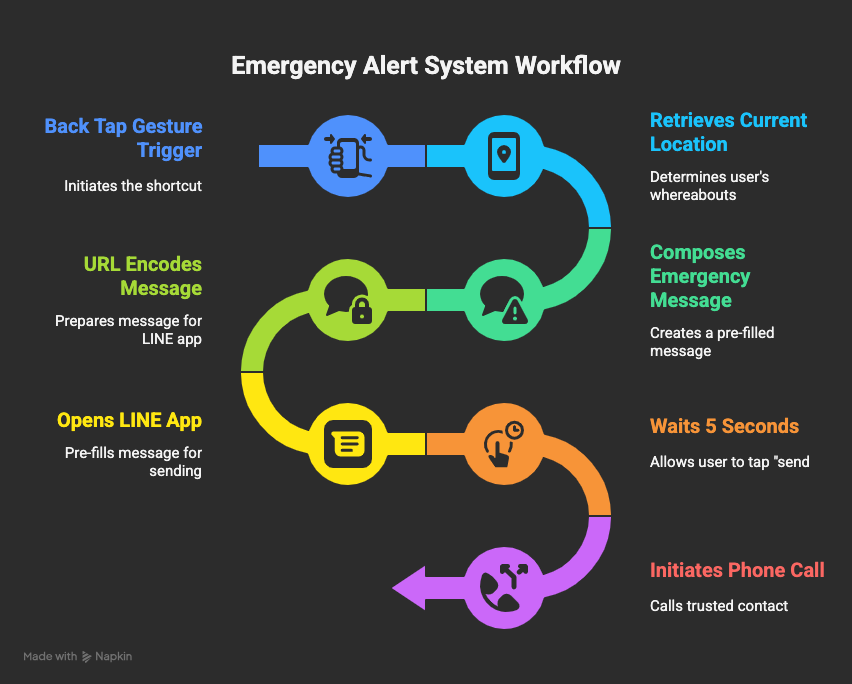 Emergency Alert System Workflow
Back Tap Gesture
Trigger
Initiates the shortcut
Retrieves Current
Location
Determines user's
whereabouts
Composes
Emergency
Message
Creates a pre-filled
message
URL Encodes
Message
Prepares message for
LINE app
Opens LINE App
Pre-fills message for
sending
Waits 5 Seconds
Allows user to tap "send
Initiates Phone Call
Calls trusted contact
Made with Napkin